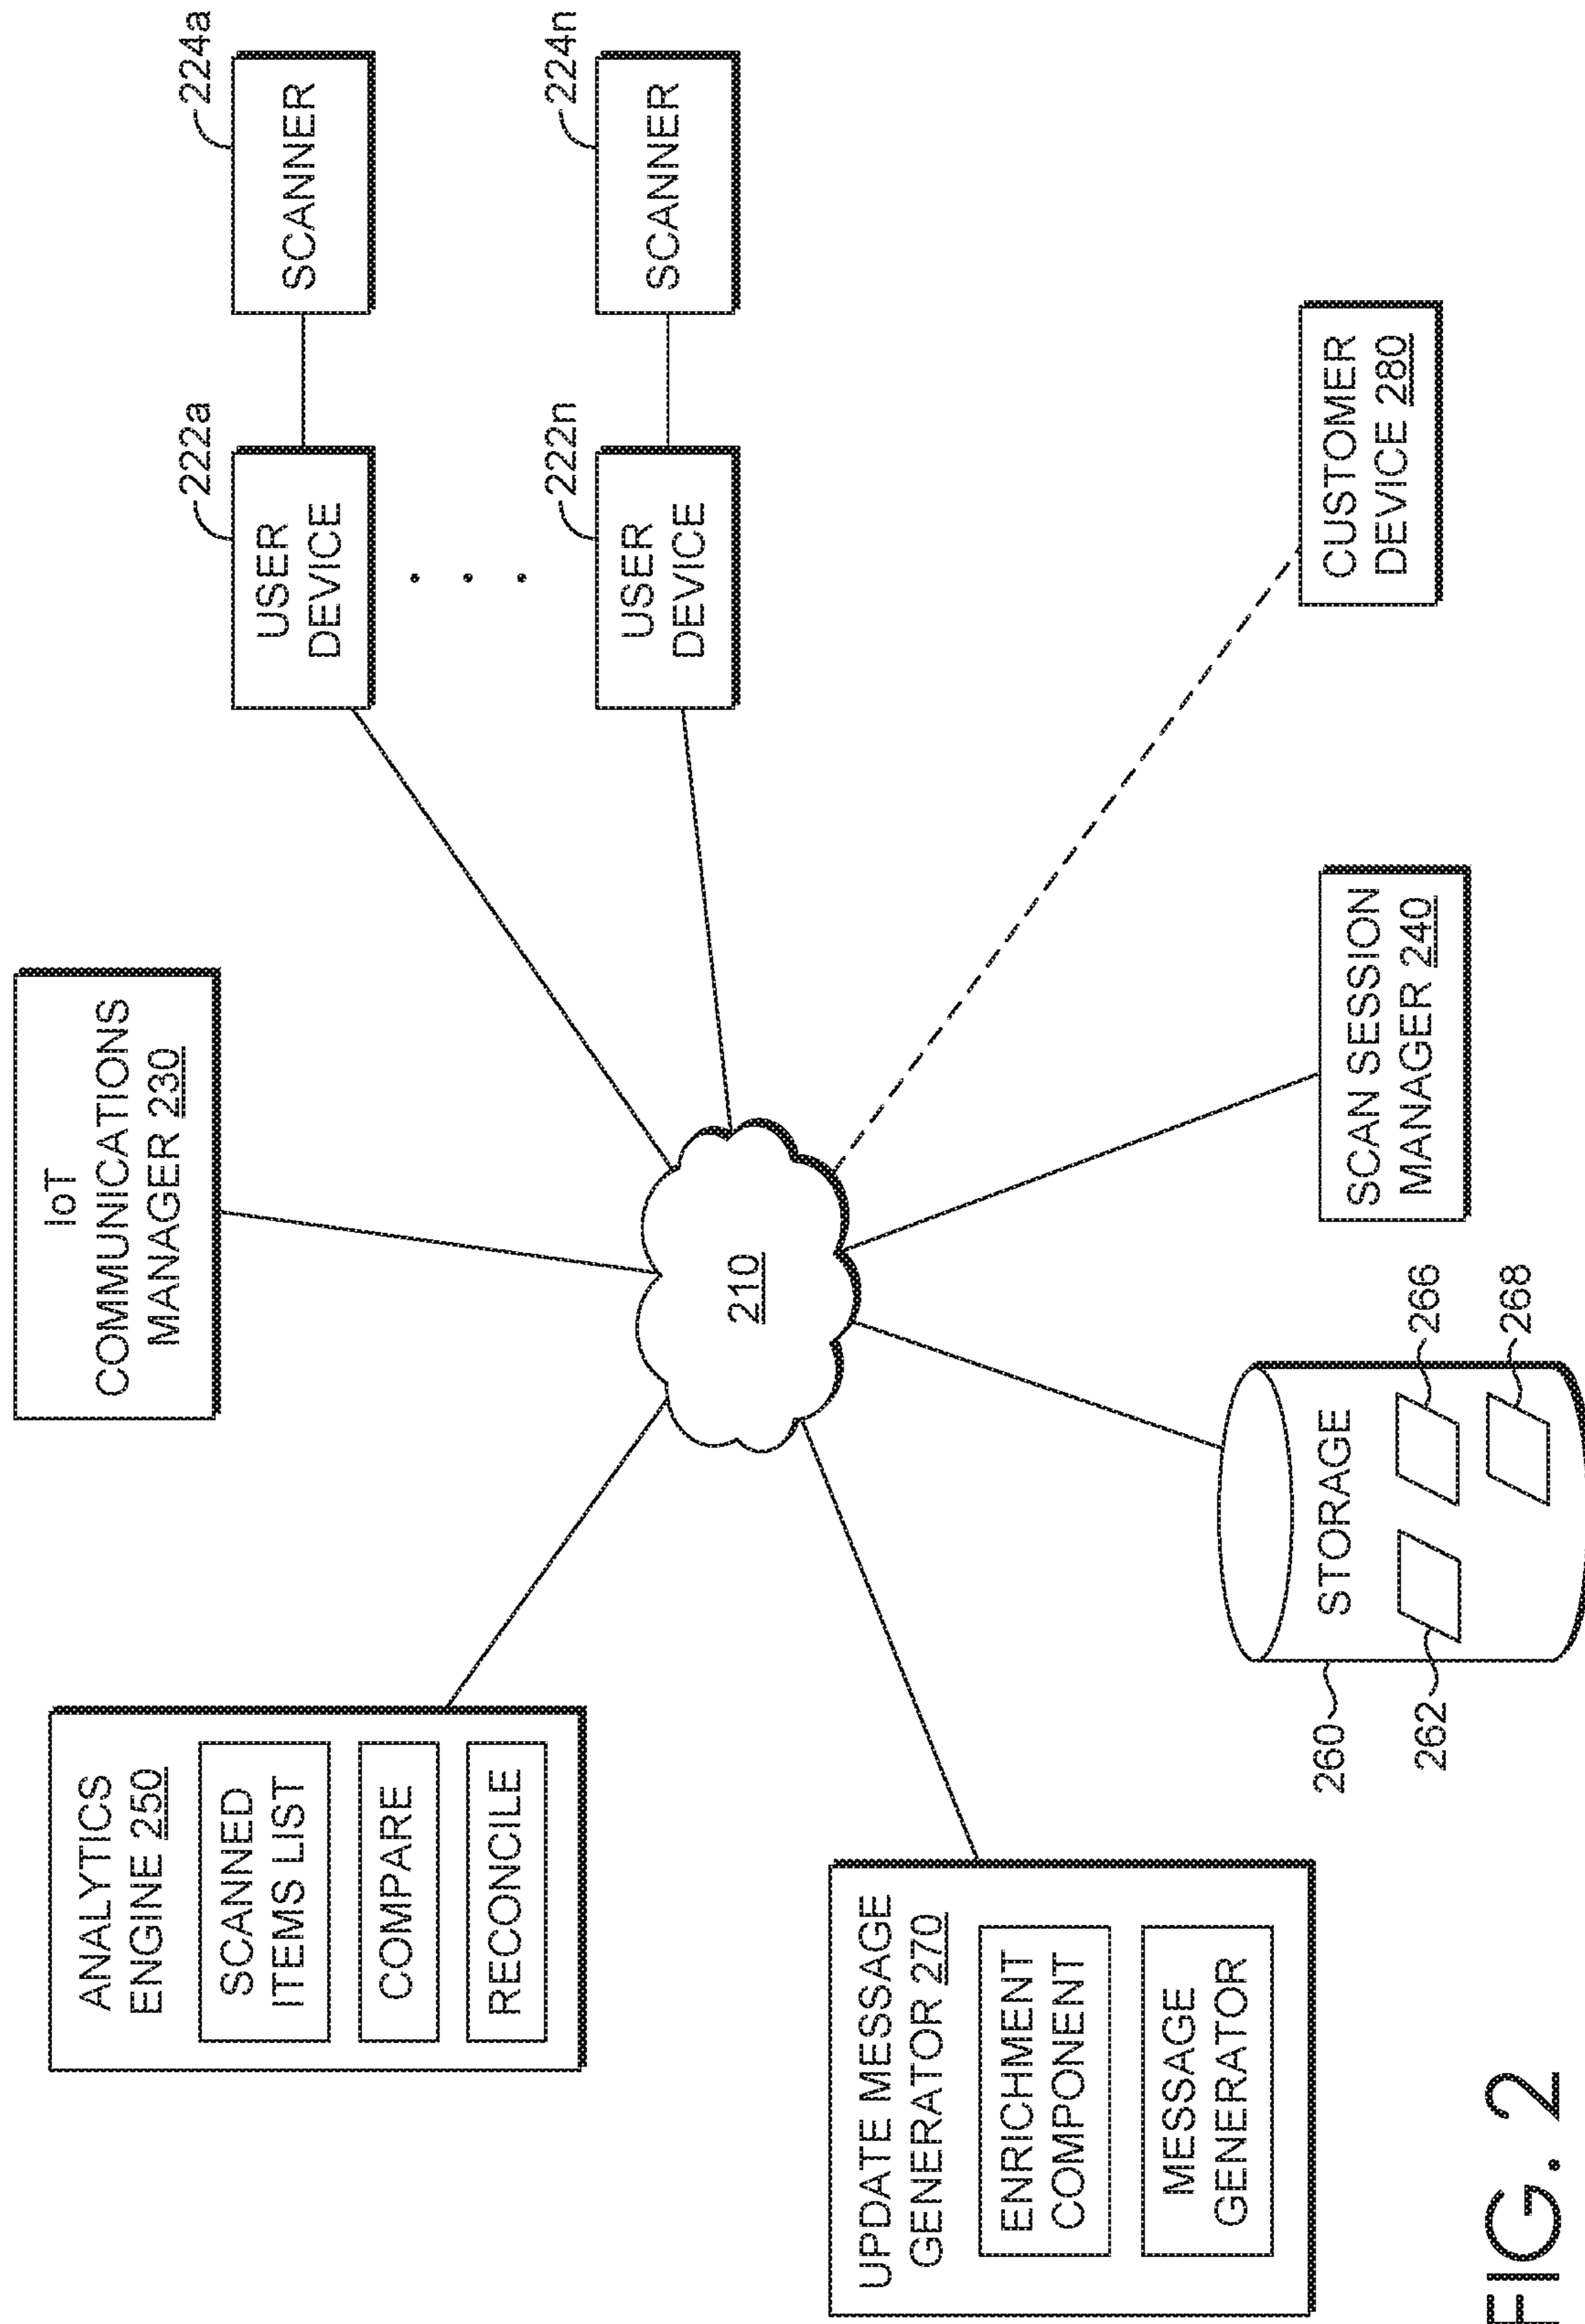 ANALYTICS
ENGINE 250
SCANNED
ITEMS LIST
COMPARE
RECONCILE
IoT
COMMUNICATIONS
MANAGER 230
222a
USER
DEVICE
224a
SCANNER
. . .
222n
USER
DEVICE
224n
SCANNER
210
UPDATE MESSAGE
GENERATOR 270
ENRICHMENT
COMPONENT
MESSAGE
GENERATOR
260
STORAGE
262
266
268
SCAN SESSION
MANAGER 240
CUSTOMER
DEVICE 280
FIG. 2